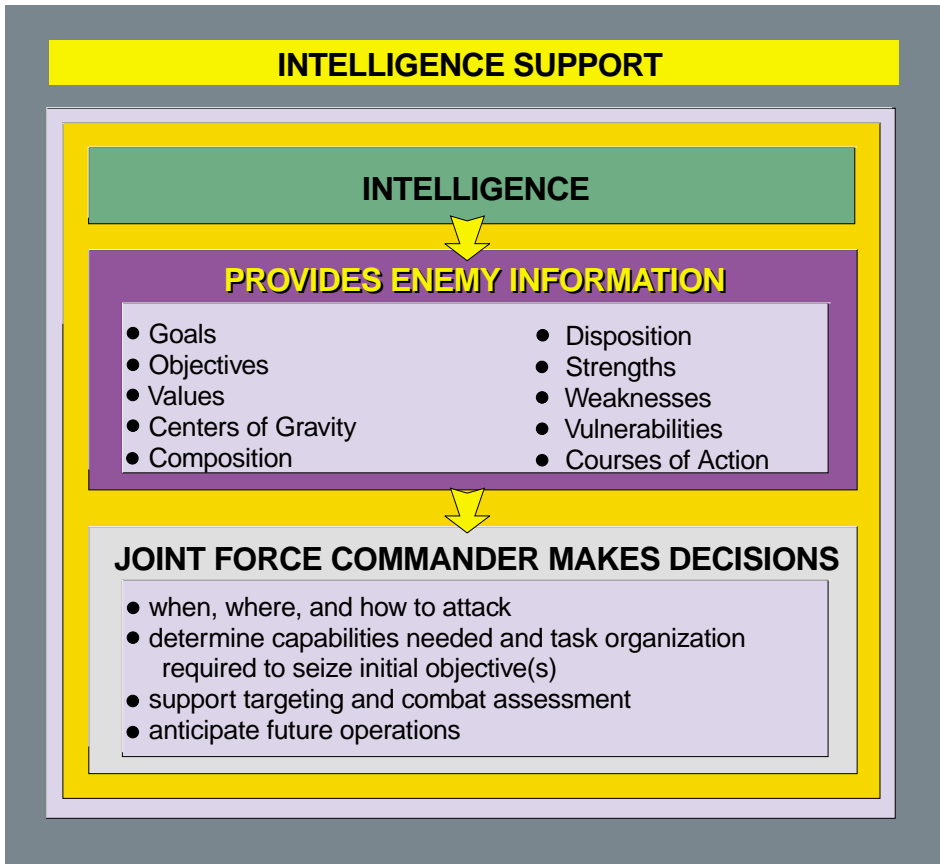 INTELLIGENCE SUPPORT
INTELLIGENCE
PROVIDES ENEMY INFORMATION
● Goals
● Objectives
● Values
● Centers of Gravity
● Composition
● Disposition
● Strengths
● Weaknesses
● Vulnerabilities
● Courses of Action
JOINT FORCE COMMANDER MAKES DECISIONS
● when, where, and how to attack
● determine capabilities needed and task organization
required to seize initial objective(s)
● support targeting and combat assessment
● anticipate future operations